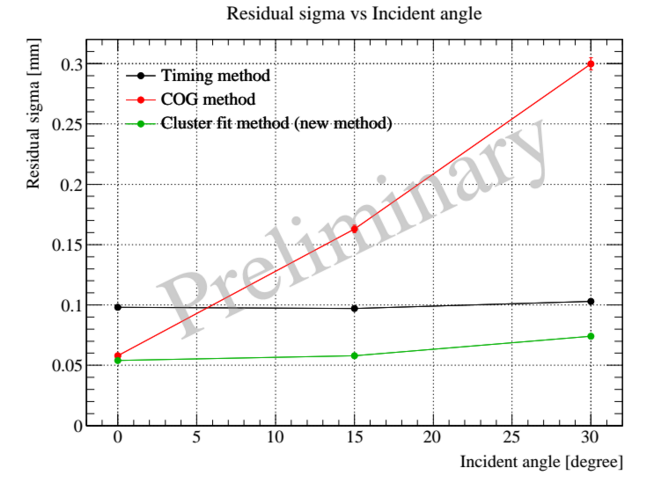 Residual sigma vs Incident angle
Residual sigma [mm]
0.3
0.25
0.2
0.15
0.1
0.05
0
Timing method
COG method
Cluster fit method (new method)
Preliminary
0 5 10 15 20 25 30
Incident angle [degree]